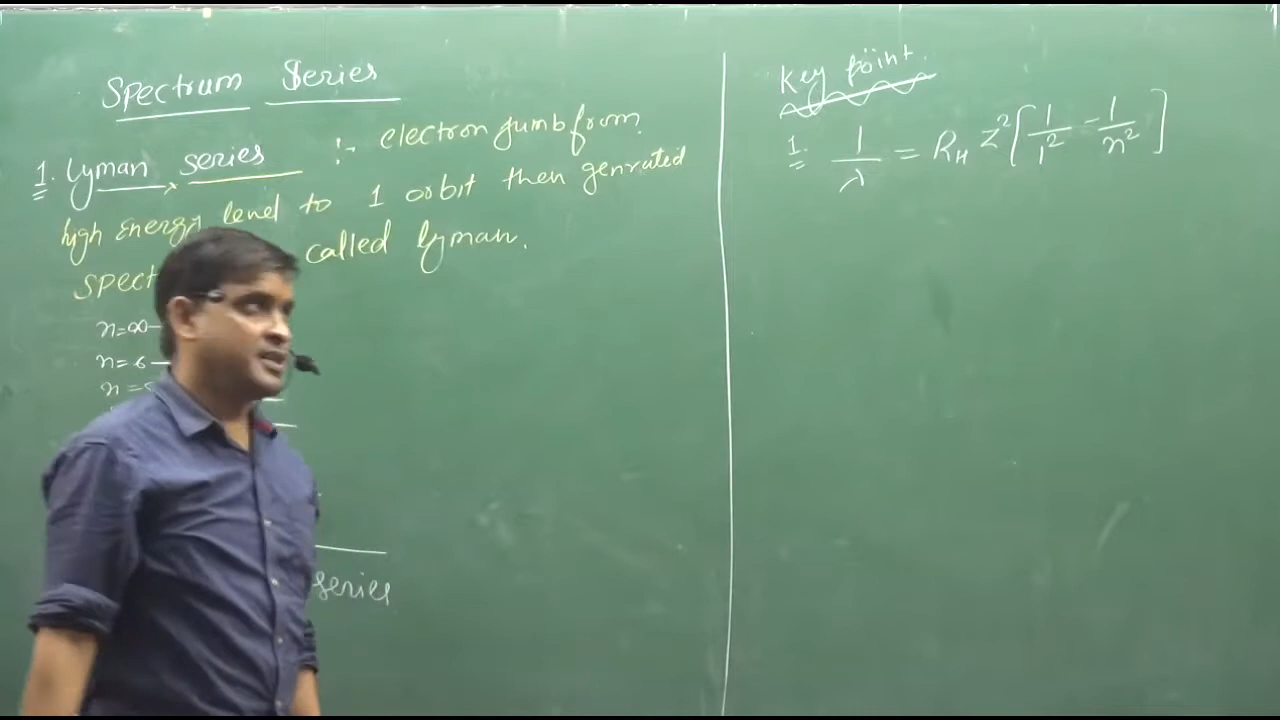 Spectrum Series
1. Lyman series :- electron jumb from
high Energy level to 1 orbit then genrated
spect called lyman.
n=∞
n=6
n=5
series
Key point.
1. 1/λ = R_H Z²[1/1² - 1/n²]